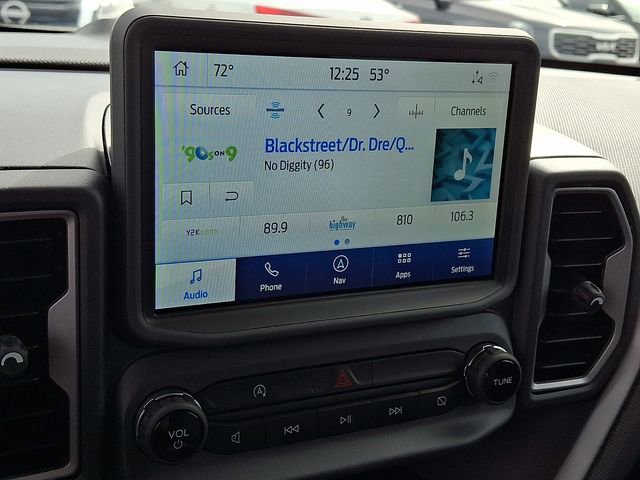 72° 12:25 53°
Sources 9 Channels
'90s ON 9
Blackstreet/Dr. Dre/Q...
No Diggity (96)
Y2K 89.9 the highway 810 106.3
Audio Phone Nav Apps Settings
VOL TUNE